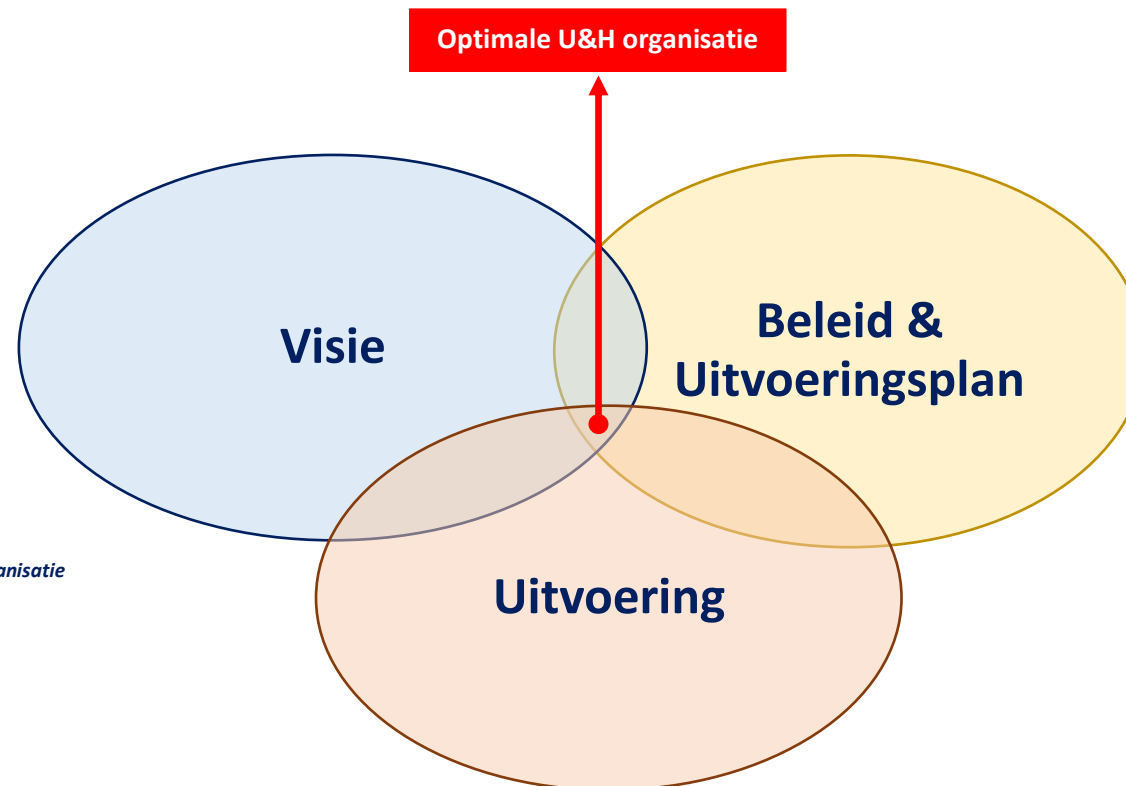 Optimale U&H organisatie
Visie
Beleid &
Uitvoeringsplan
anisatie
Uitvoering